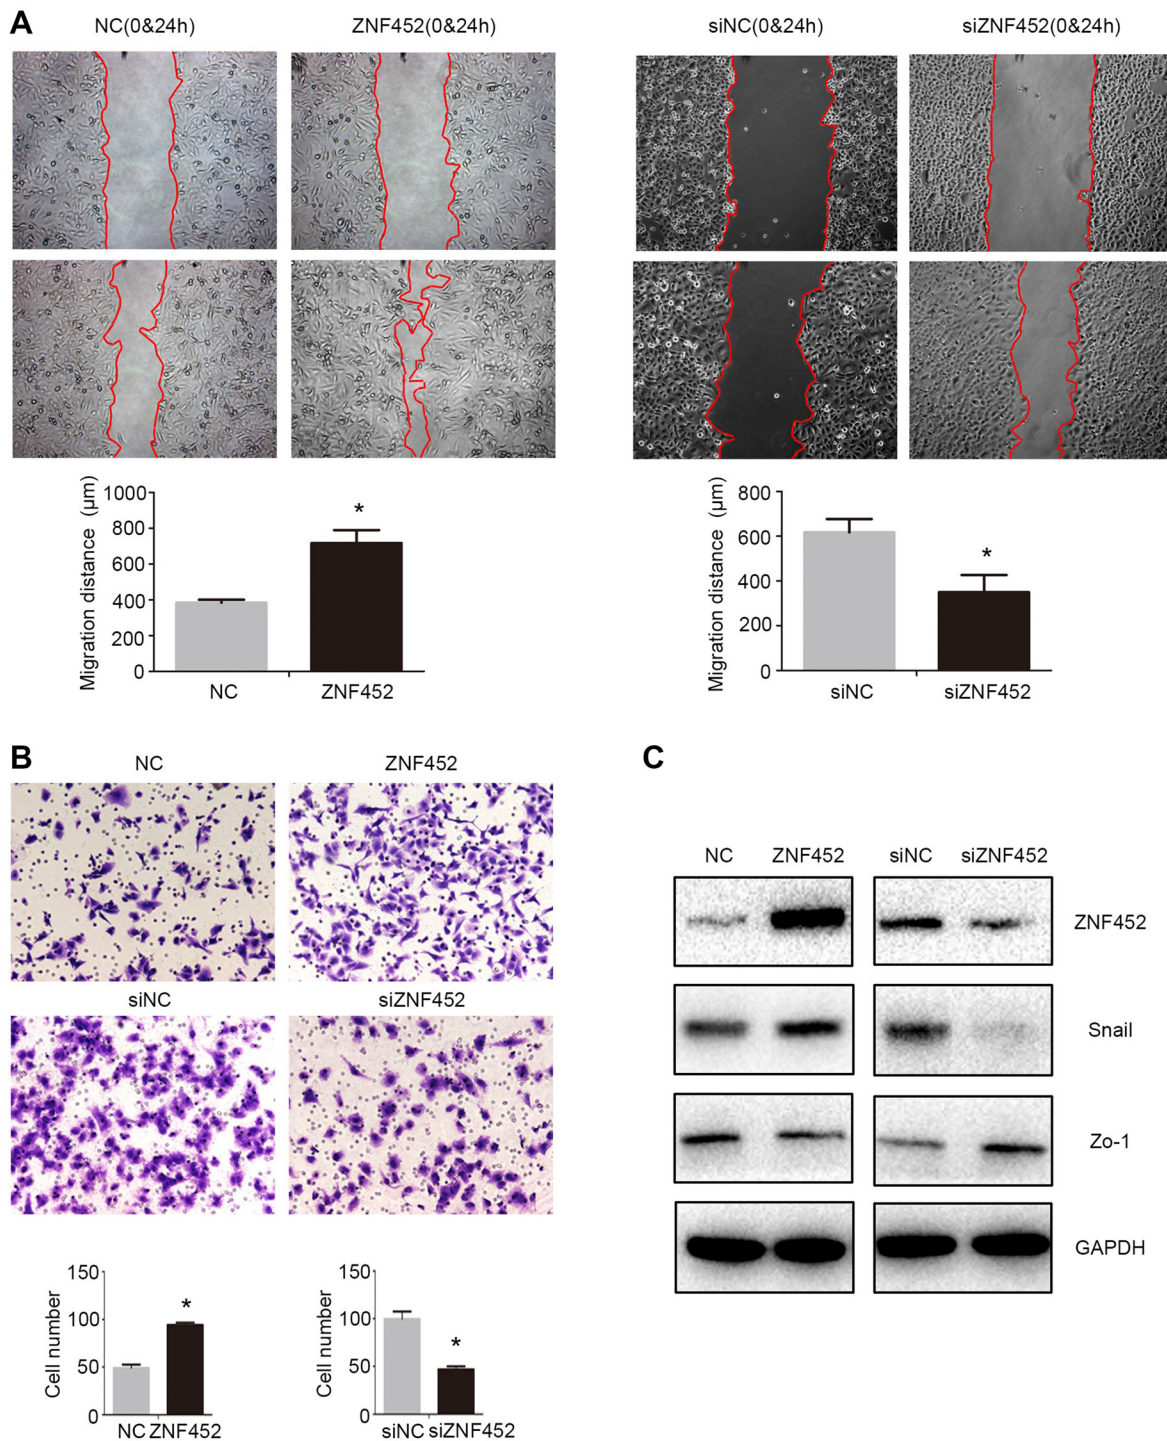 A
NC(0&24h)
ZNF452(0&24h)
siNC(0&24h)
siZNF452(0&24h)
Migration distance (μm)
1000
800
600
400
200
0
*
NC
ZNF452
Migration distance (μm)
800
600
400
200
0
*
siNC
siZNF452
B
NC
ZNF452
siNC
siZNF452
Cell number
150
100
50
0
*
NC ZNF452
Cell number
150
100
50
0
*
siNC siZNF452
C
NC
ZNF452
siNC
siZNF452
ZNF452
Snail
Zo-1
GAPDH